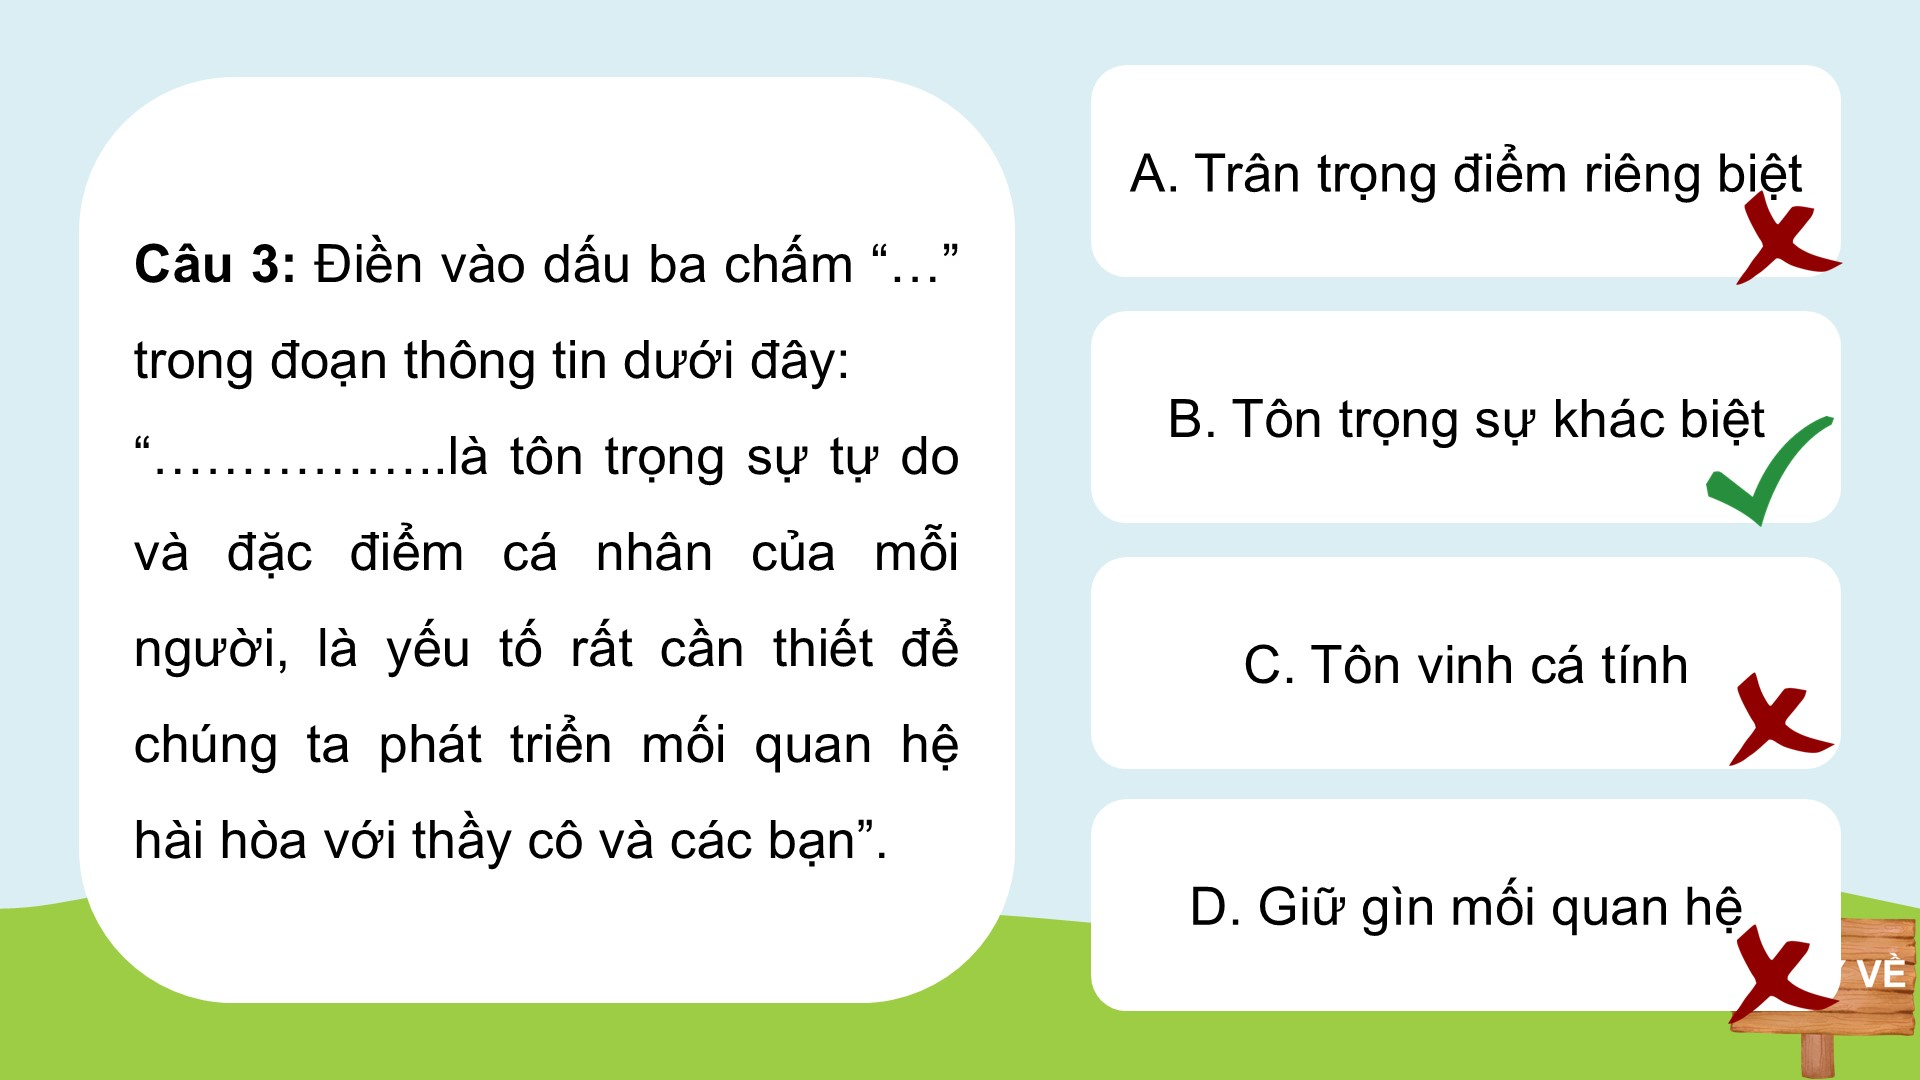 Câu 3: Điền vào dấu ba chấm “…”
trong đoạn thông tin dưới đây:
“……………..là tôn trọng sự tự do
và đặc điểm cá nhân của mỗi
người, là yếu tố rất cần thiết để
chúng ta phát triển mối quan hệ
hài hòa với thầy cô và các bạn”.
A. Trân trọng điểm riêng biệt
B. Tôn trọng sự khác biệt
C. Tôn vinh cá tính
D. Giữ gìn mối quan hệ
VỀ